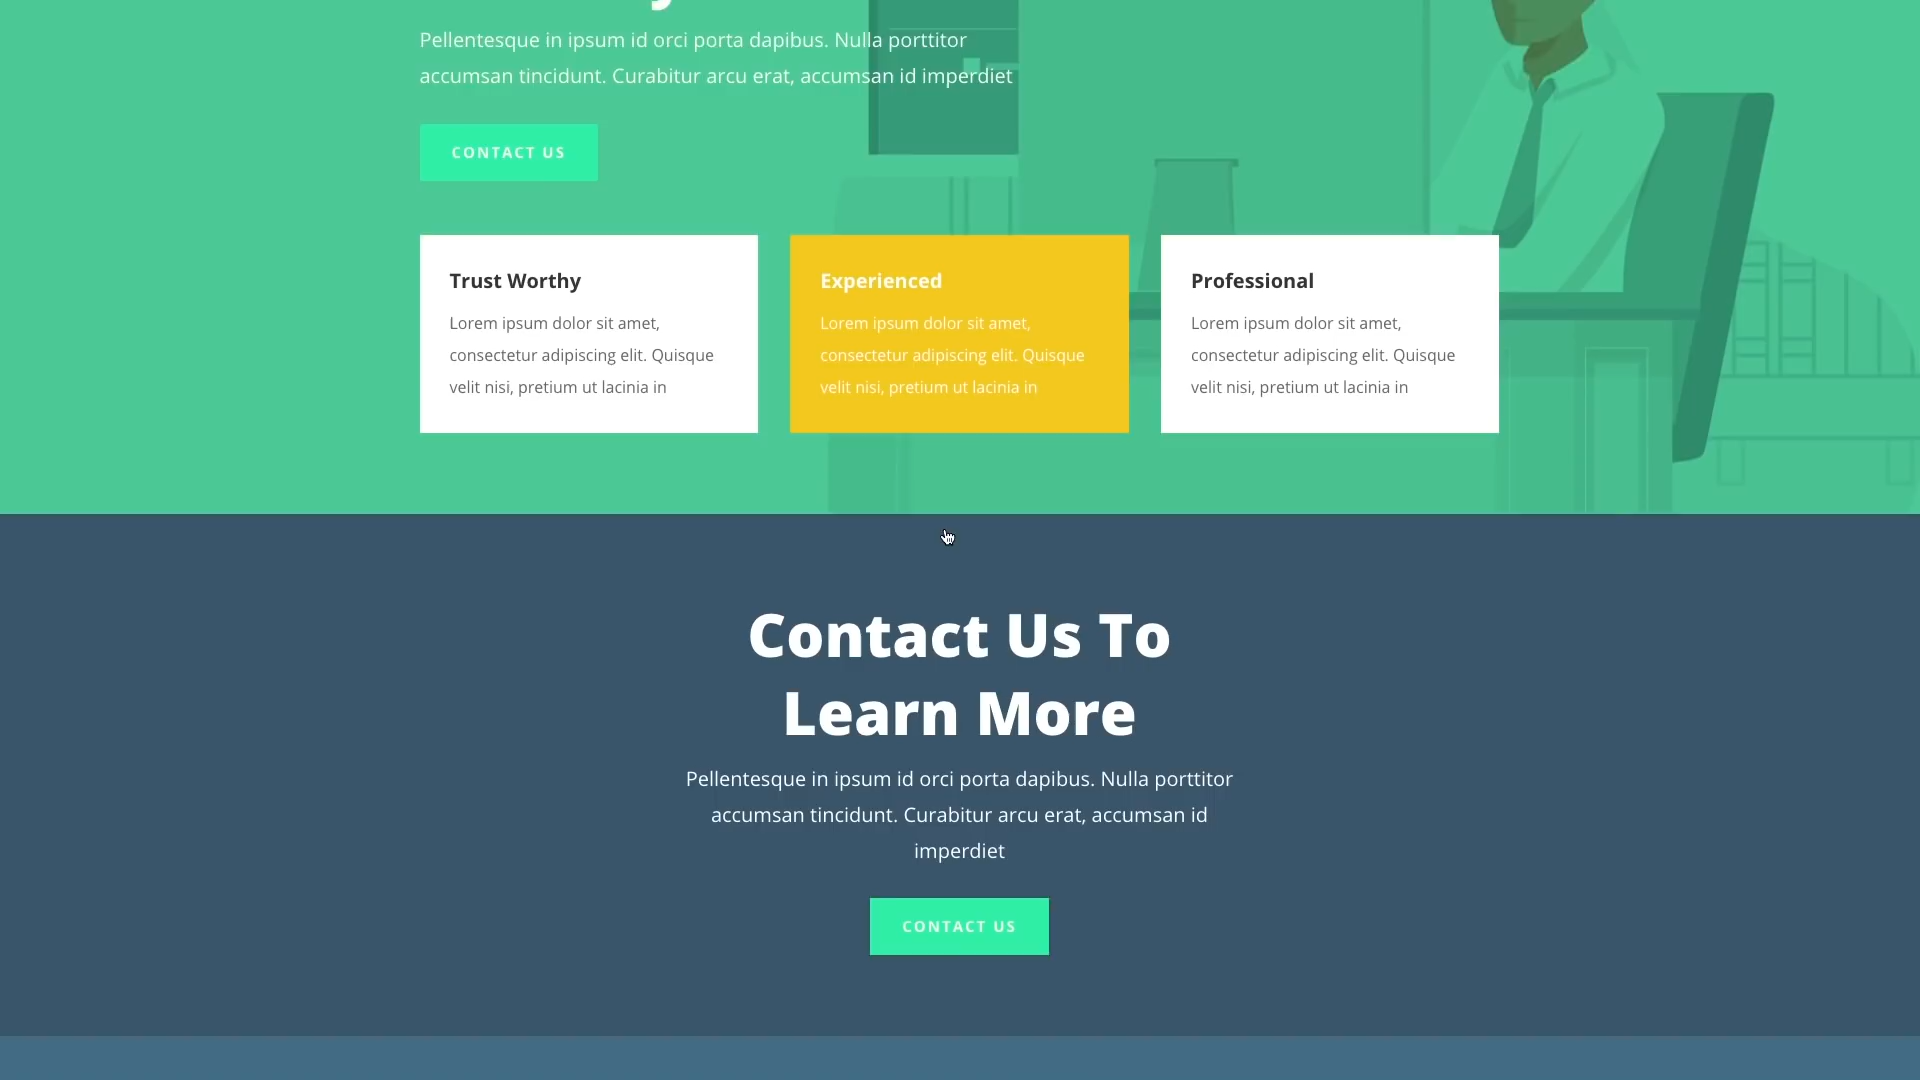 Pellentesque in ipsum id orci porta dapibus. Nulla porttitor
accumsan tincidunt. Curabitur arcu erat, accumsan id imperdiet
CONTACT US
Trust Worthy
Lorem ipsum dolor sit amet,
consectetur adipiscing elit. Quisque
velit nisi, pretium ut lacinia in
Experienced
Lorem ipsum dolor sit amet,
consectetur adipiscing elit. Quisque
velit nisi, pretium ut lacinia in
Professional
Lorem ipsum dolor sit amet,
consectetur adipiscing elit. Quisque
velit nisi, pretium ut lacinia in
Contact Us To
Learn More
Pellentesque in ipsum id orci porta dapibus. Nulla porttitor
accumsan tincidunt. Curabitur arcu erat, accumsan id
imperdiet
CONTACT US